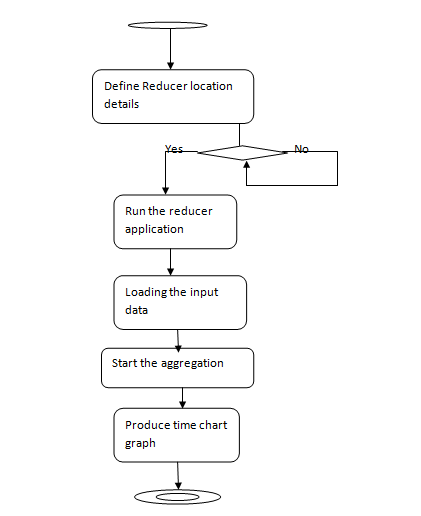 Define Reducer location
details
Yes
No
Run the reducer
application
Loading the input
data
Start the aggregation
Produce time chart
graph